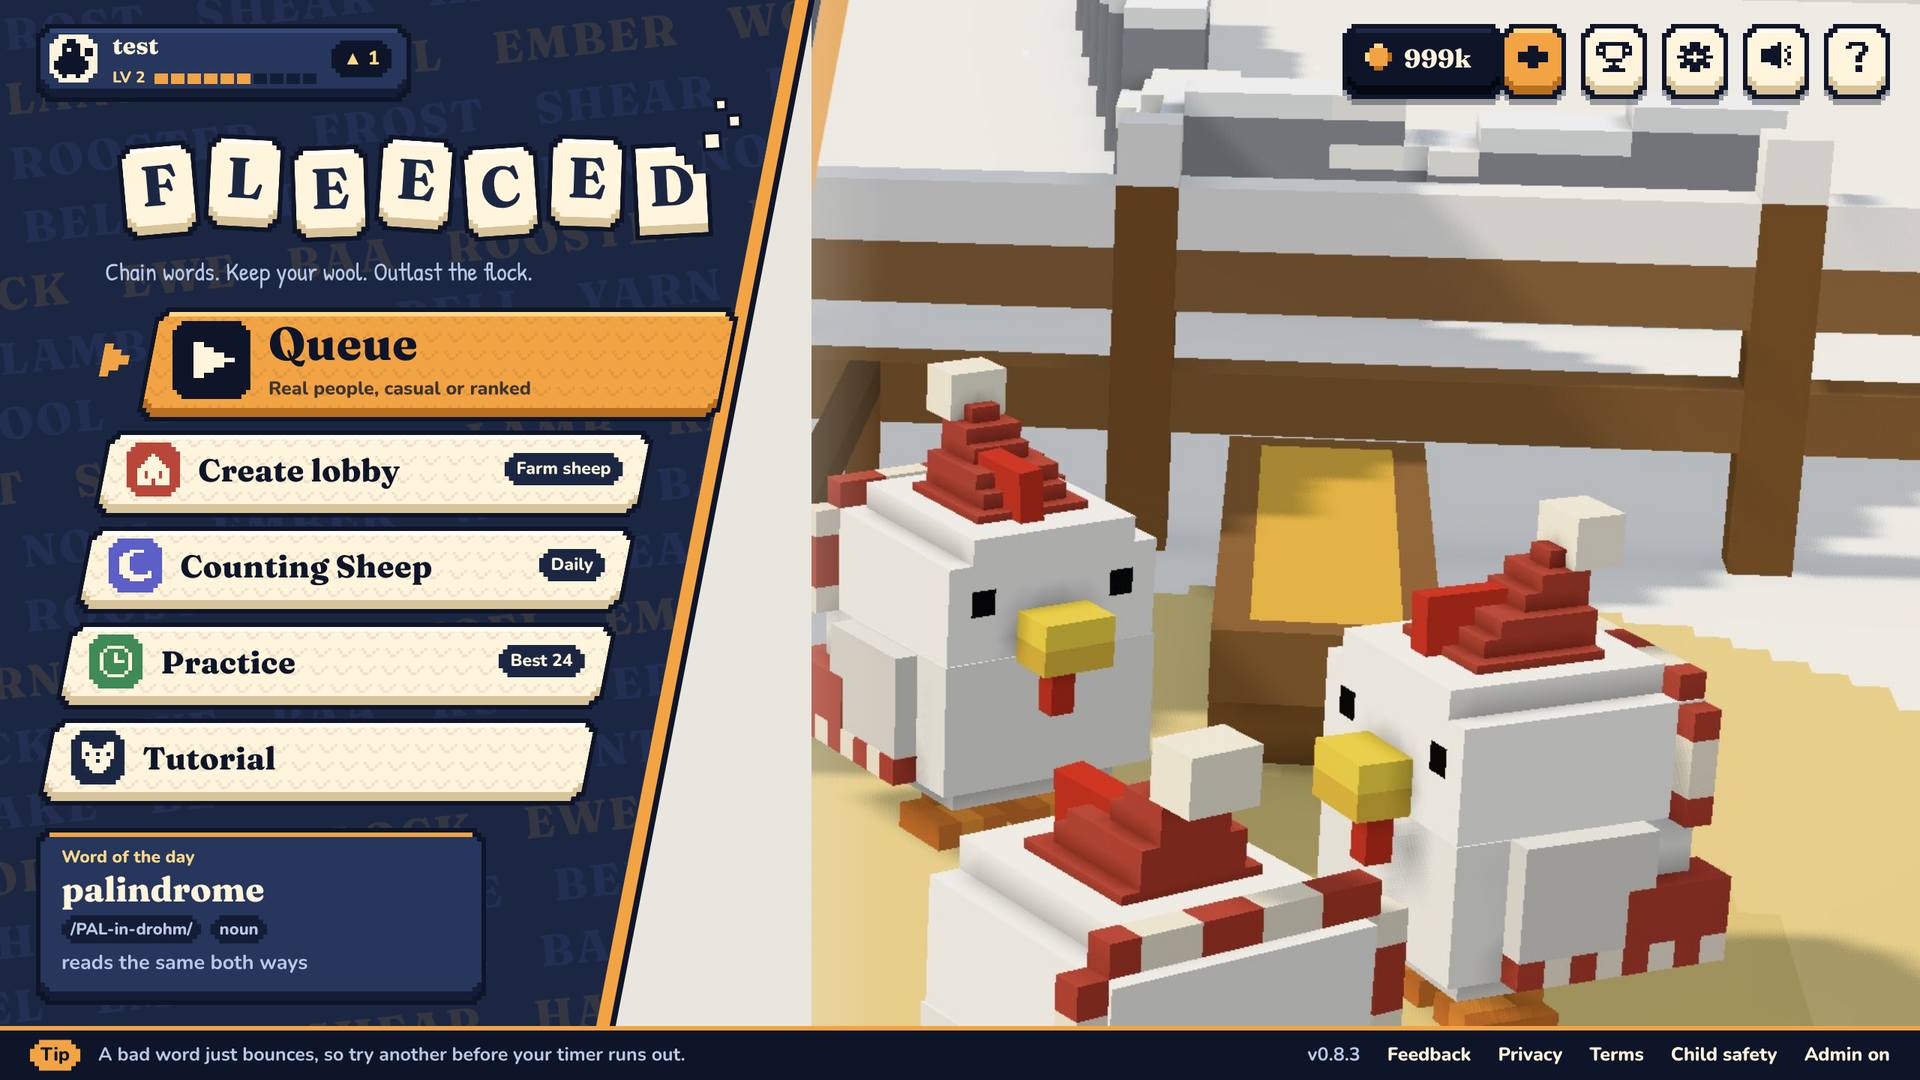 test
LV 2
▲ 1
999k
?
FLEECED
Chain words. Keep your wool. Outlast the flock.
Queue
Real people, casual or ranked
Create lobby
Farm sheep
Counting Sheep
Daily
Practice
Best 24
Tutorial
Word of the day
palindrome
/PAL-in-drohm/ noun
reads the same both ways
Tip A bad word just bounces, so try another before your timer runs out.
v0.8.3 Feedback Privacy Terms Child safety Admin on